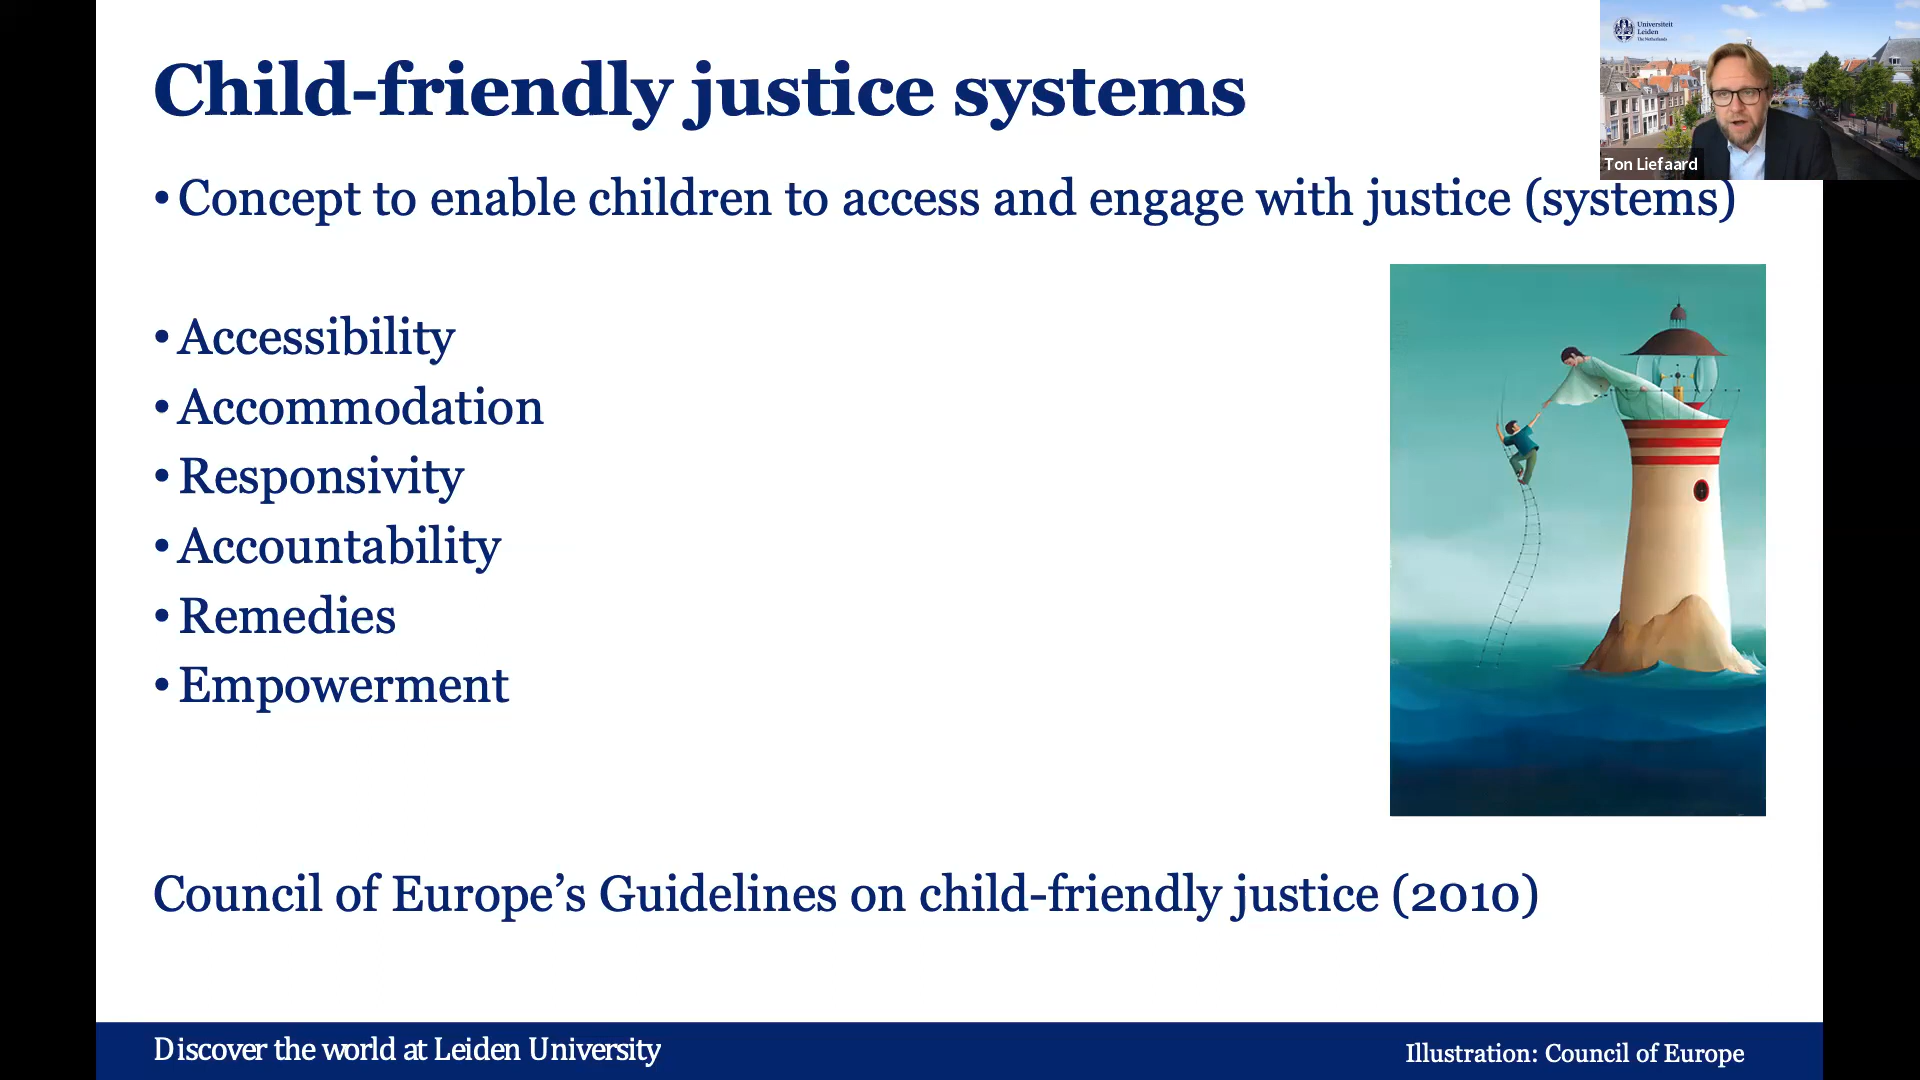 Child-friendly justice systems
Universiteit
Leiden
The Netherlands
Ton Liefaard
• Concept to enable children to access and engage with justice (systems)
• Accessibility
• Accommodation
• Responsivity
• Accountability
• Remedies
• Empowerment
Council of Europe’s Guidelines on child-friendly justice (2010)
Discover the world at Leiden University
Illustration: Council of Europe